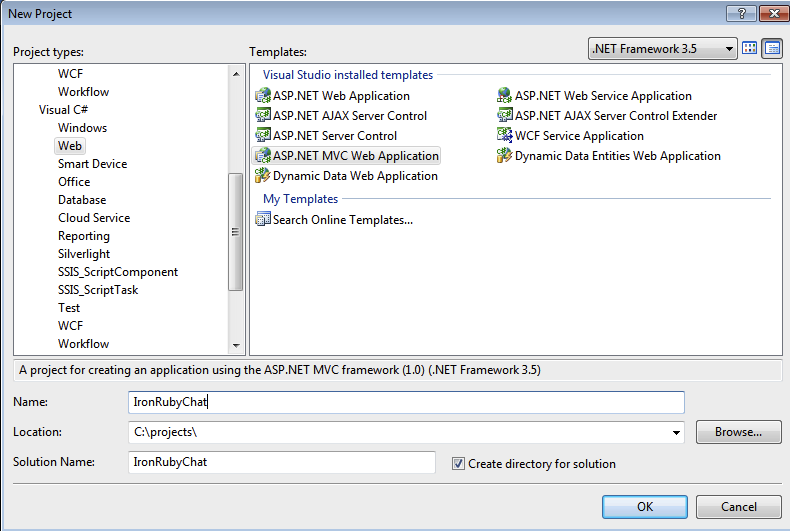 New Project
Project types:
Templates:
.NET Framework 3.5
WCF
Workflow
Visual C#
Windows
Web
Smart Device
Office
Database
Cloud Service
Reporting
Silverlight
SSIS_ScriptComponent
SSIS_ScriptTask
Test
WCF
Workflow
Visual Studio installed templates
ASP.NET Web Application
ASP.NET Web Service Application
ASP.NET AJAX Server Control
ASP.NET AJAX Server Control Extender
ASP.NET Server Control
WCF Service Application
ASP.NET MVC Web Application
Dynamic Data Entities Web Application
Dynamic Data Web Application
My Templates
Search Online Templates...
A project for creating an application using the ASP.NET MVC framework (1.0) (.NET Framework 3.5)
Name:
IronRubyChat
Location:
C:\projects\
Browse...
Solution Name:
IronRubyChat
Create directory for solution
OK
Cancel